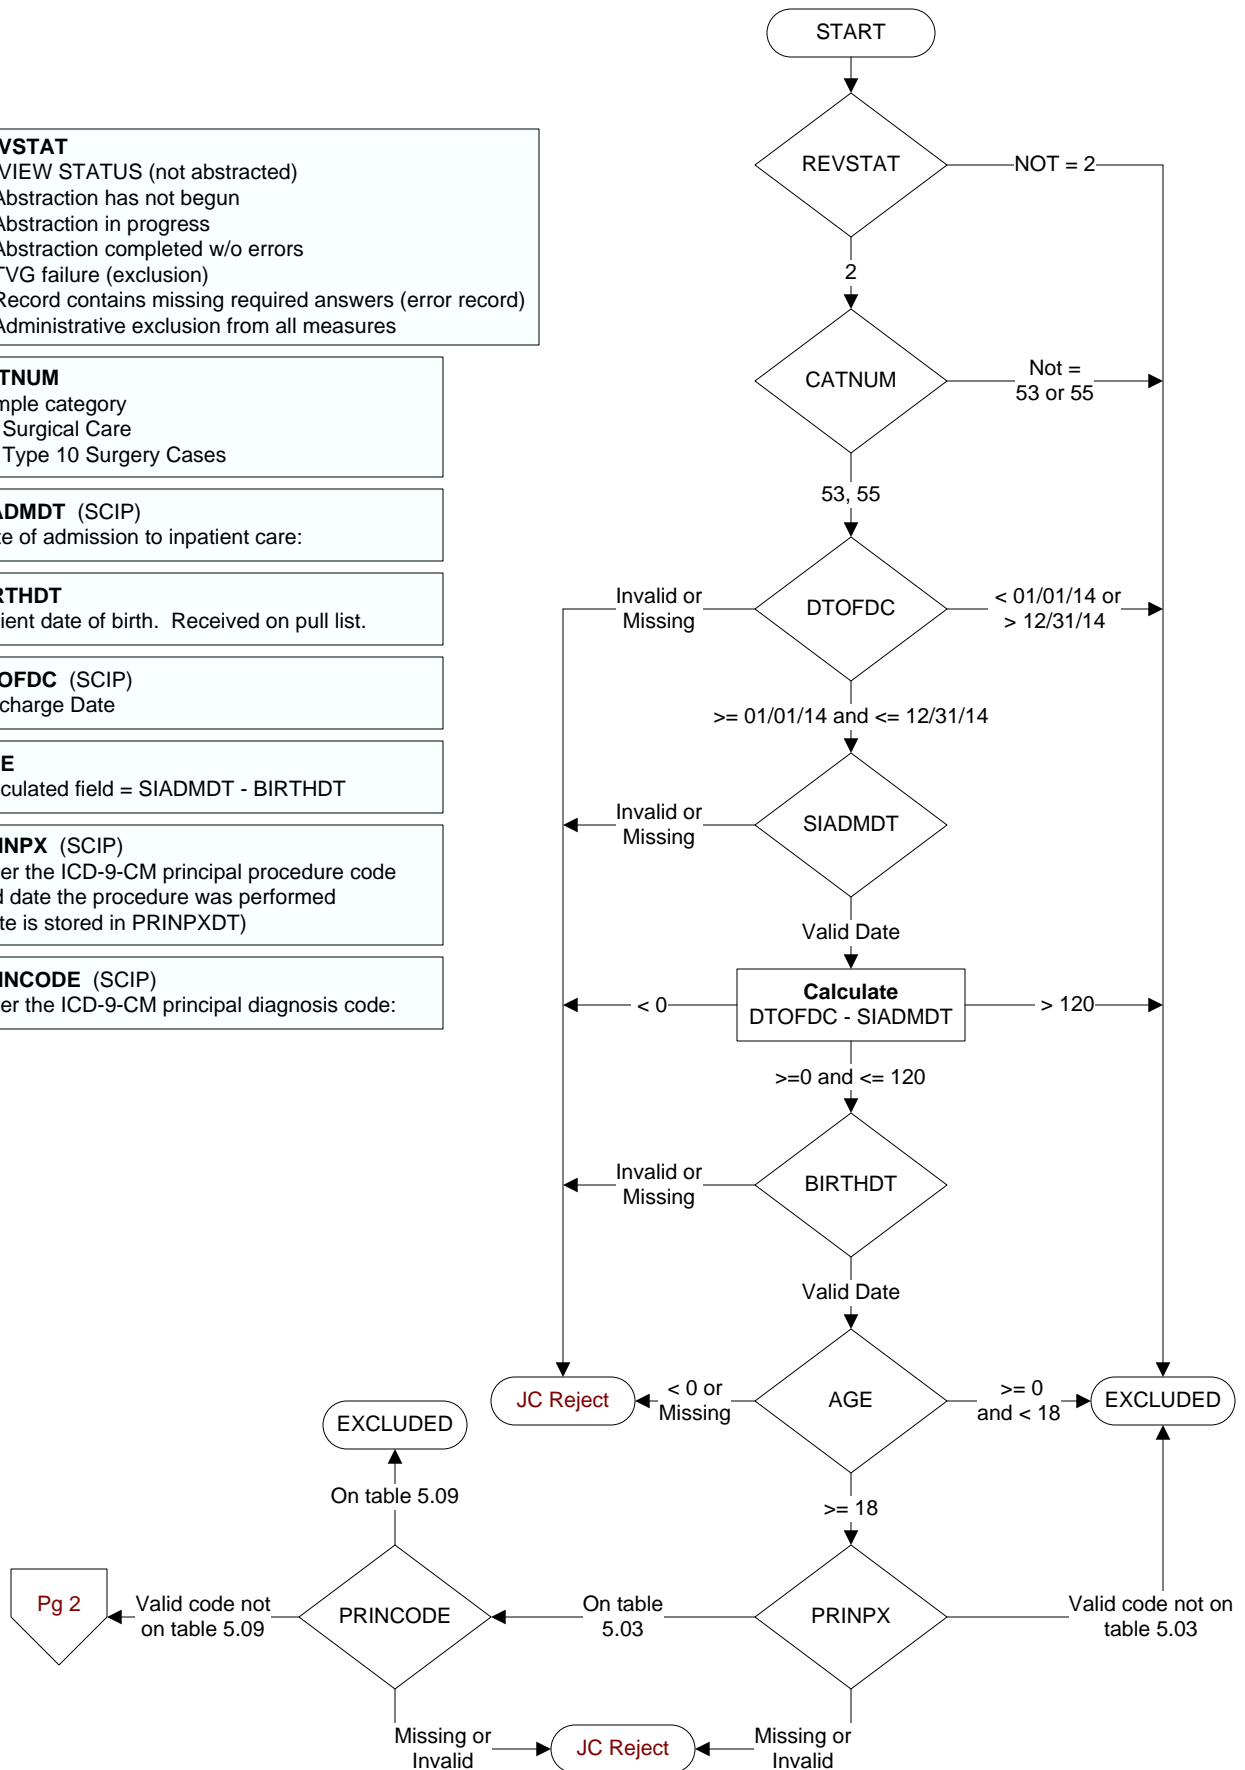 START
REVSTAT
NOT = 2
2
CATNUM
Not =
53 or 55
53, 55
DTOFDC
Invalid or
Missing
< 01/01/14 or
> 12/31/14
>= 01/01/14 and <= 12/31/14
SIADMDT
Invalid or
Missing
Valid Date
Calculate
DTOFDC - SIADMDT
< 0
> 120
>=0 and <= 120
BIRTHDT
Invalid or
Missing
Valid Date
AGE
< 0 or
Missing
JC Reject
>= 0
and < 18
EXCLUDED
>= 18
PRINPX
Valid code not on
table 5.03
On table
5.03
Missing or
Invalid
JC Reject
PRINCODE
On table 5.09
EXCLUDED
Valid code not
on table 5.09
Pg 2
Missing or
Invalid
VSTAT
VIEW STATUS (not abstracted)
Abstraction has not begun
Abstraction in progress
Abstraction completed w/o errors
TVG failure (exclusion)
Record contains missing required answers (error record)
Administrative exclusion from all measures
TNUM
mple category
Surgical Care
Type 10 Surgery Cases
ADMDT (SCIP)
te of admission to inpatient care:
RTHDT
ient date of birth. Received on pull list.
OFDC (SCIP)
charge Date
E
culated field = SIADMDT - BIRTHDT
INPX (SCIP)
er the ICD-9-CM principal procedure code
d date the procedure was performed
te is stored in PRINPXDT)
INCODE (SCIP)
er the ICD-9-CM principal diagnosis code: